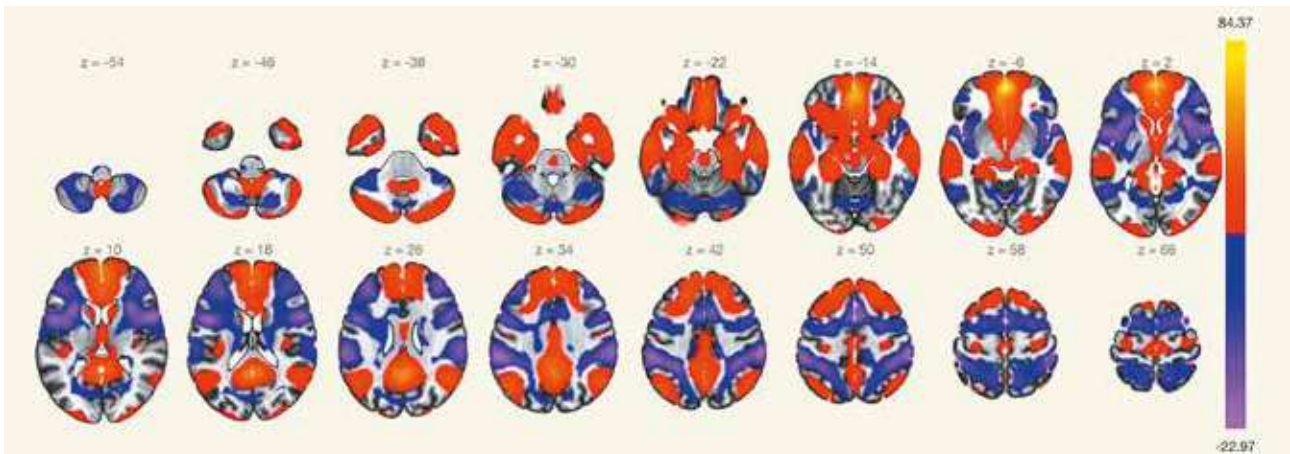 84.37
z = -54
z = -46
z = -38
z = -30
z = -22
z = -14
z = -6
z = 2
z = 10
z = 18
z = 26
z = 34
z = 42
z = 50
z = 58
z = 66
-22.97